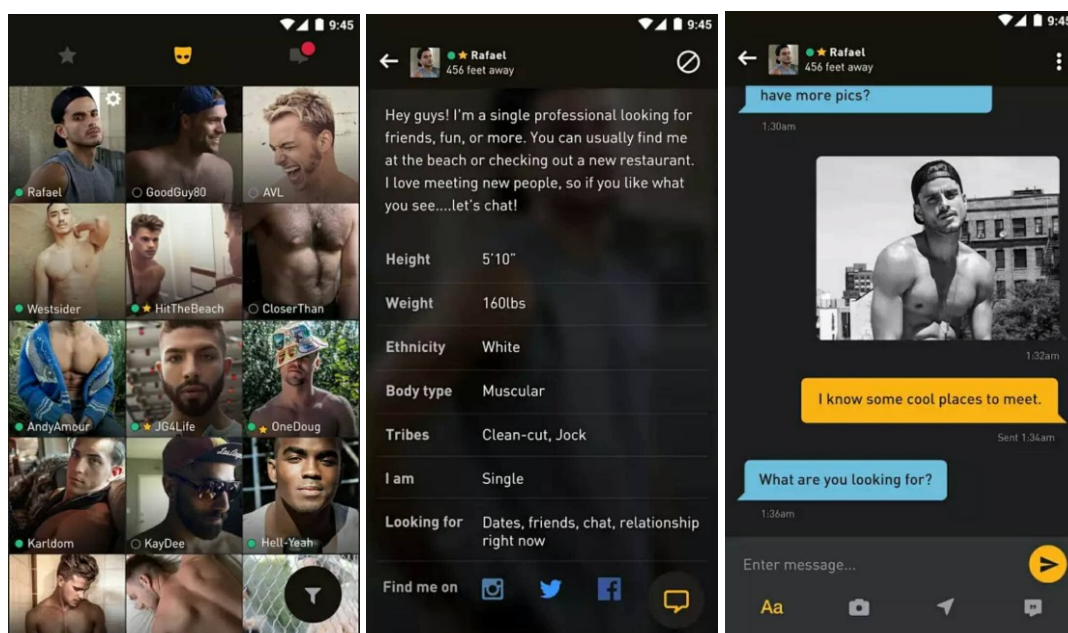 9:45
Rafael
GoodGuy80
AVL
Westsider
HitTheBeach
CloserThan
AndyAmour
JG4Life
OneDoug
Karldom
KayDee
Hell-Yeah
9:45
Rafael
456 feet away
Hey guys! I'm a single professional looking for
friends, fun, or more. You can usually find me
at the beach or checking out a new restaurant.
I love meeting new people, so if you like what
you see....let's chat!
Height 5'10"
Weight 160lbs
Ethnicity White
Body type Muscular
Tribes Clean-cut, Jock
I am Single
Looking for Dates, friends, chat, relationship
right now
Find me on
9:45
Rafael
456 feet away
have more pics?
1:30am
1:32am
I know some cool places to meet.
Sent 1:34am
What are you looking for?
1:36am
Enter message...
Aa